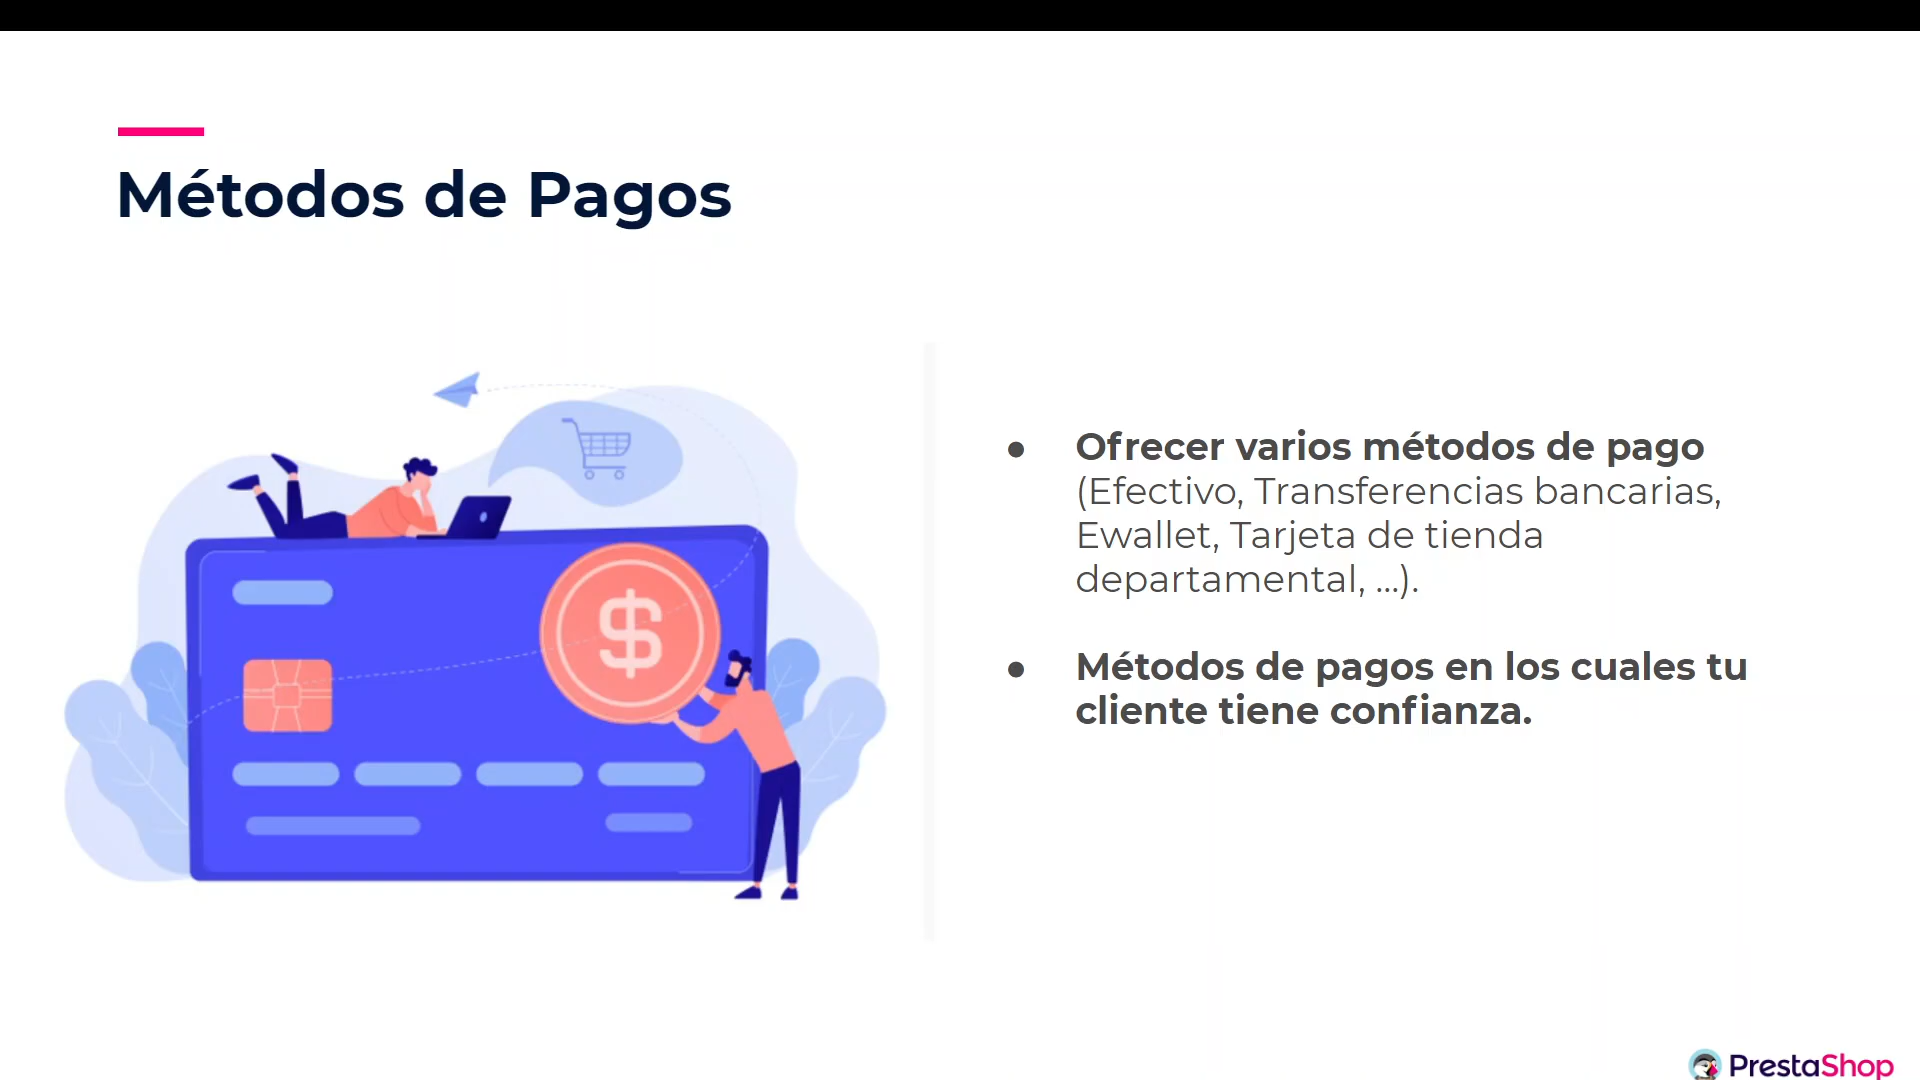 Métodos de Pagos
● Ofrecer varios métodos de pago
(Efectivo, Transferencias bancarias,
Ewallet, Tarjeta de tienda
departamental, ...).
● Métodos de pagos en los cuales tu
cliente tiene confianza.
$
PrestaShop